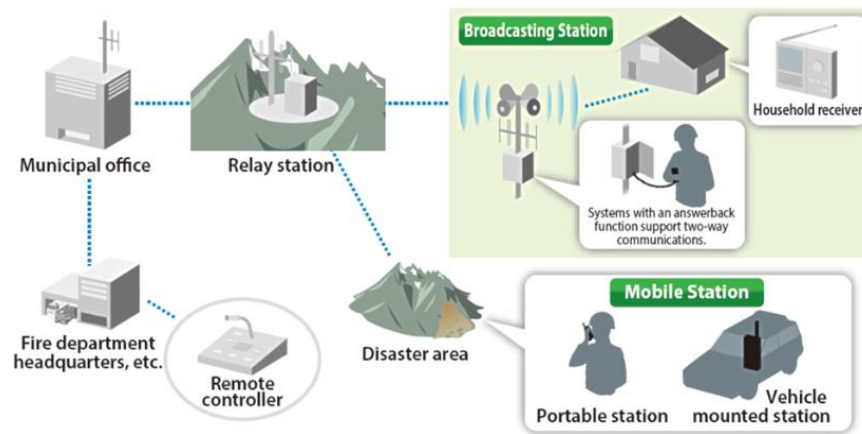 Broadcasting Station
Household receiver
Municipal office
Relay station
Systems with an answerback
function support two-way
communications.
Fire department
headquarters, etc.
Remote
controller
Disaster area
Mobile Station
Portable station
Vehicle
mounted station